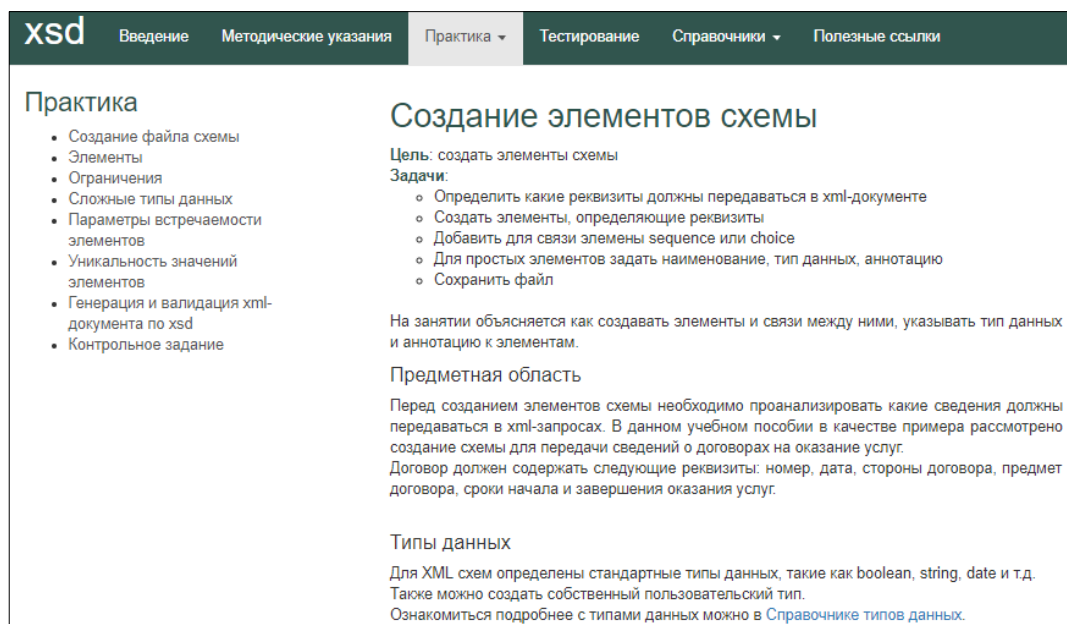 xsd Введение Методические указания Практика Тестирование Справочники Полезные ссылки
Практика
Создание файла схемы
Элементы
Ограничения
Сложные типы данных
Параметры встречаемости
элементов
Уникальность значений
элементов
Генерация и валидация xml-
документа по xsd
Контрольное задание
Создание элементов схемы
Цель: создать элементы схемы
Задачи:
Определить какие реквизиты должны передаваться в xml-документе
Создать элементы, определяющие реквизиты
Добавить для связи элемены sequence или choice
Для простых элементов задать наименование, тип данных, аннотацию
Сохранить файл
На занятии объясняется как создавать элементы и связи между ними, указывать тип данных
и аннотацию к элементам.
Предметная область
Перед созданием элементов схемы необходимо проанализировать какие сведения должны
передаваться в xml-запросах. В данном учебном пособии в качестве примера рассмотрено
создание схемы для передачи сведений о договорах на оказание услуг.
Договор должен содержать следующие реквизиты: номер, дата, стороны договора, предмет
договора, сроки начала и завершения оказания услуг.
Типы данных
Для XML схем определены стандартные типы данных, такие как boolean, string, date и т.д.
Также можно создать собственный пользовательский тип.
Ознакомиться подробнее с типами данных можно в Справочнике типов данных.